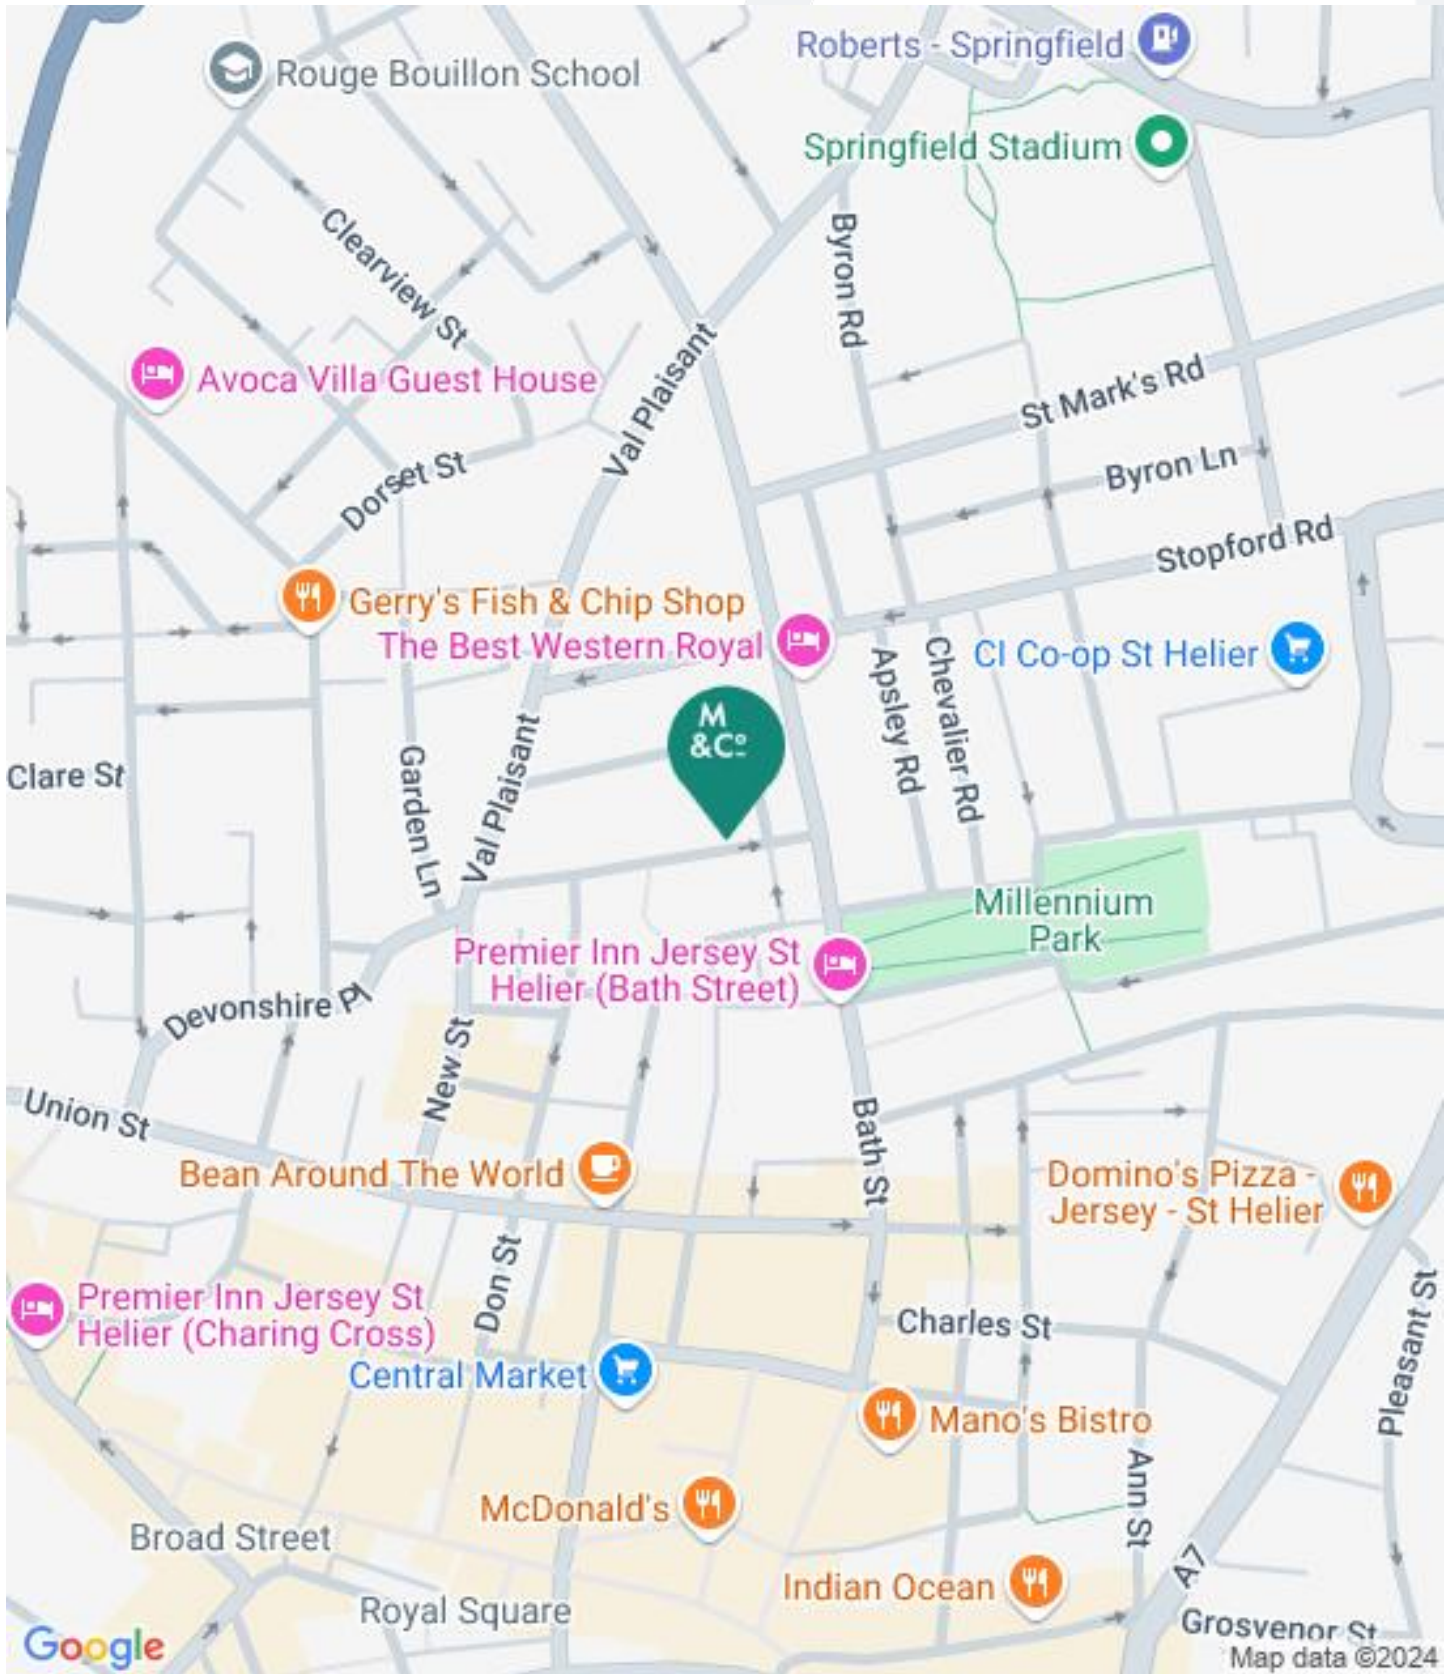 Roberts - Springfield
Rouge Bouillon School
Springfield Stadium
Clearview St
Byron Rd
Avoca Villa Guest House
Val Plaisant
St Mark's Rd
Byron Ln
Dorset St
Stopford Rd
Gerry's Fish & Chip Shop
The Best Western Royal
CI Co-op St Helier
Apsley Rd
Chevalier Rd
M
&Cº
Clare St
Garden Ln
Val Plaisant
Millennium
Park
Premier Inn Jersey St
Helier (Bath Street)
Devonshire Pl
New St
Union St
Bath St
Bean Around The World
Domino's Pizza -
Jersey - St Helier
Don St
Premier Inn Jersey St
Helier (Charing Cross)
Charles St
Pleasant St
Central Market
Mano's Bistro
Ann St
McDonald's
Broad Street
A7
Indian Ocean
Royal Square
Grosvenor St
Google
Map data ©2024